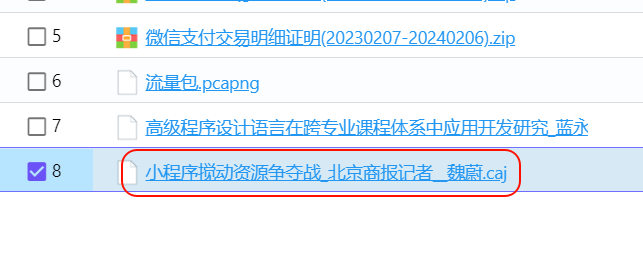 5 微信支付交易明细证明(20230207-20240206).zip
6 流量包.pcapng
7 高级程序设计语言在跨专业课程体系中应用开发研究_蓝永
8 小程序搅动资源争夺战_北京商报记者__魏蔚.caj